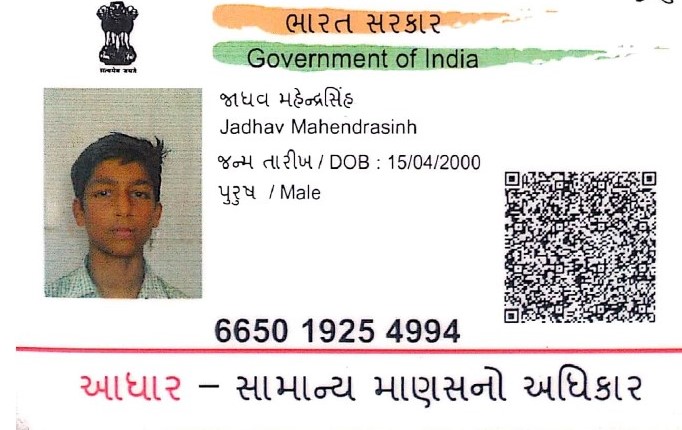 ભારત સરકાર
Government of India
सत्यमेव जयते
જાધવ મહેન્દ્રસિંહ
Jadhav Mahendrasinh
જન્મ તારીખ / DOB : 15/04/2000
પુરુષ / Male
6650 1925 4994
આધાર – સામાન્ય માણસનો અધિકાર